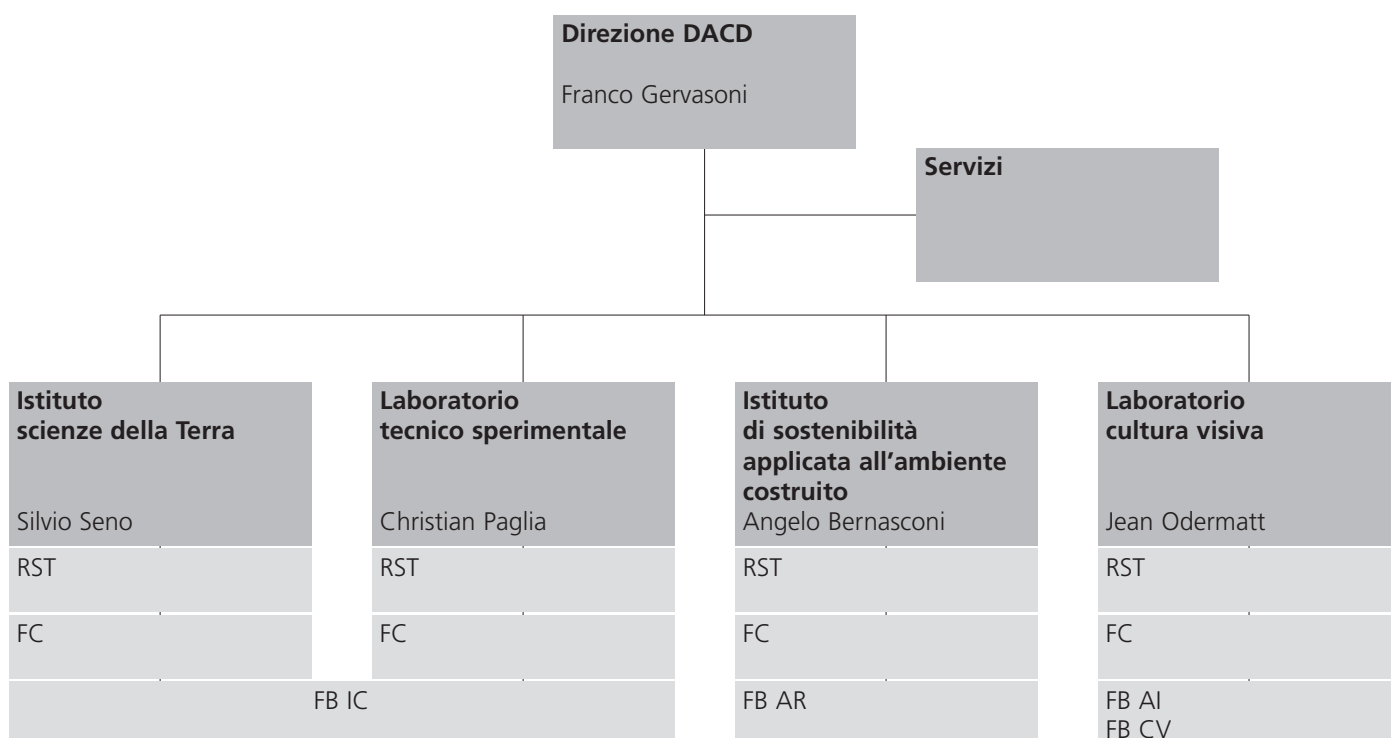 Direzione DACD
Franco Gervasoni
Servizi
Istituto
scienze della Terra
Silvio Seno
RST
FC
Laboratorio
tecnico sperimentale
Christian Paglia
RST
FC
FB IC
Istituto
di sostenibilità
applicata all'ambiente
costruito
Angelo Bernasconi
RST
FC
FB AR
Laboratorio
cultura visiva
Jean Odermatt
RST
FC
FB AI
FB CV